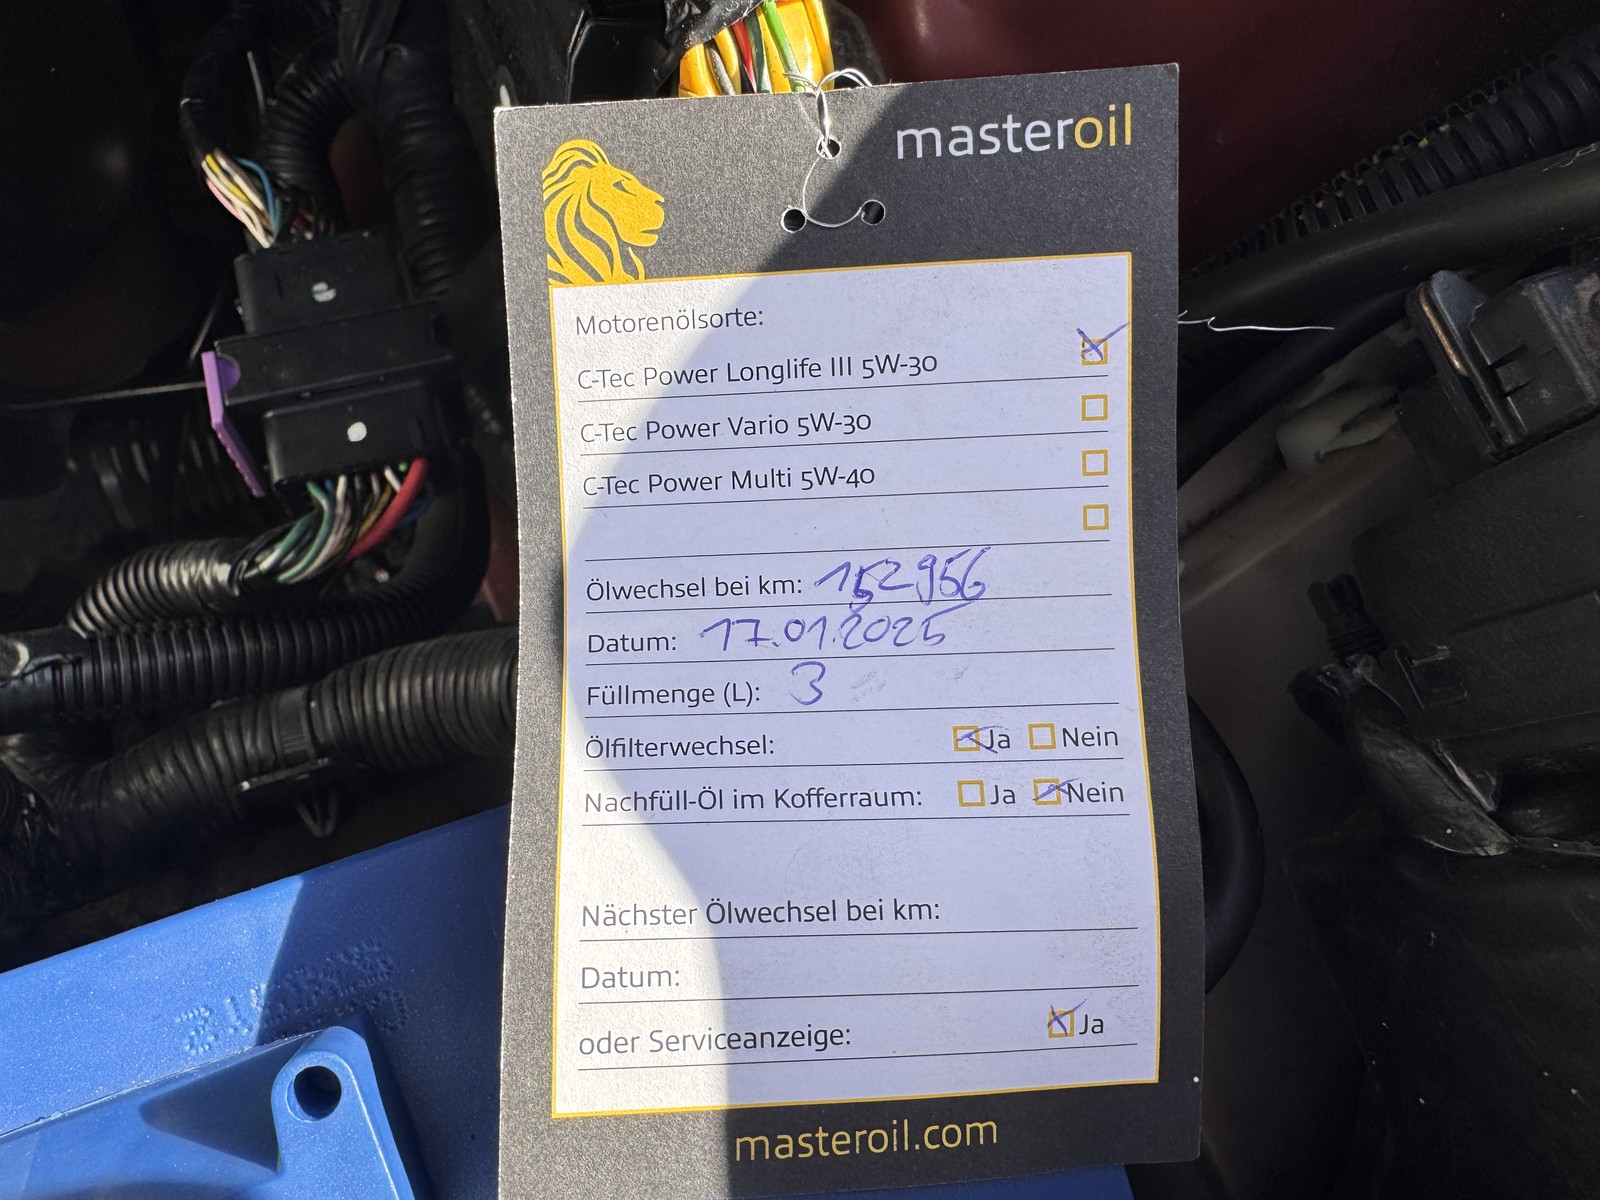 masteroil
Motorenölsorte:
C-Tec Power Longlife III 5W-30
C-Tec Power Vario 5W-30
C-Tec Power Multi 5W-40
Ölwechsel bei km: 152956
Datum: 17.01.2025
Füllmenge (L): 3
Ölfilterwechsel: Ja Nein
Nachfüll-Öl im Kofferraum: Ja Nein
Nächster Ölwechsel bei km:
Datum:
oder Serviceanzeige: Ja
masteroil.com